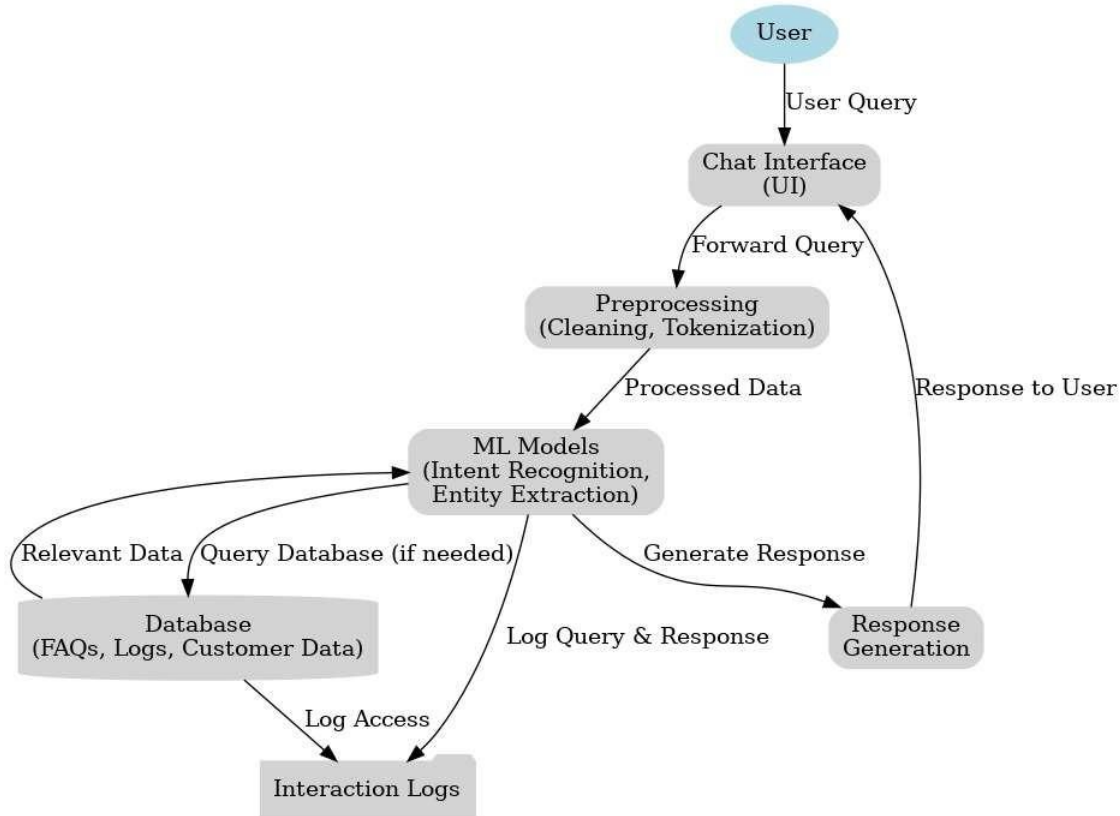 User
User Query
Chat Interface
(UI)
Forward Query
Preprocessing
(Cleaning, Tokenization)
Processed Data
Response to User
ML Models
(Intent Recognition,
Entity Extraction)
Relevant Data
Query Database (if needed)
Generate Response
Database
(FAQs, Logs, Customer Data)
Log Query & Response
Response
Generation
Log Access
Interaction Logs